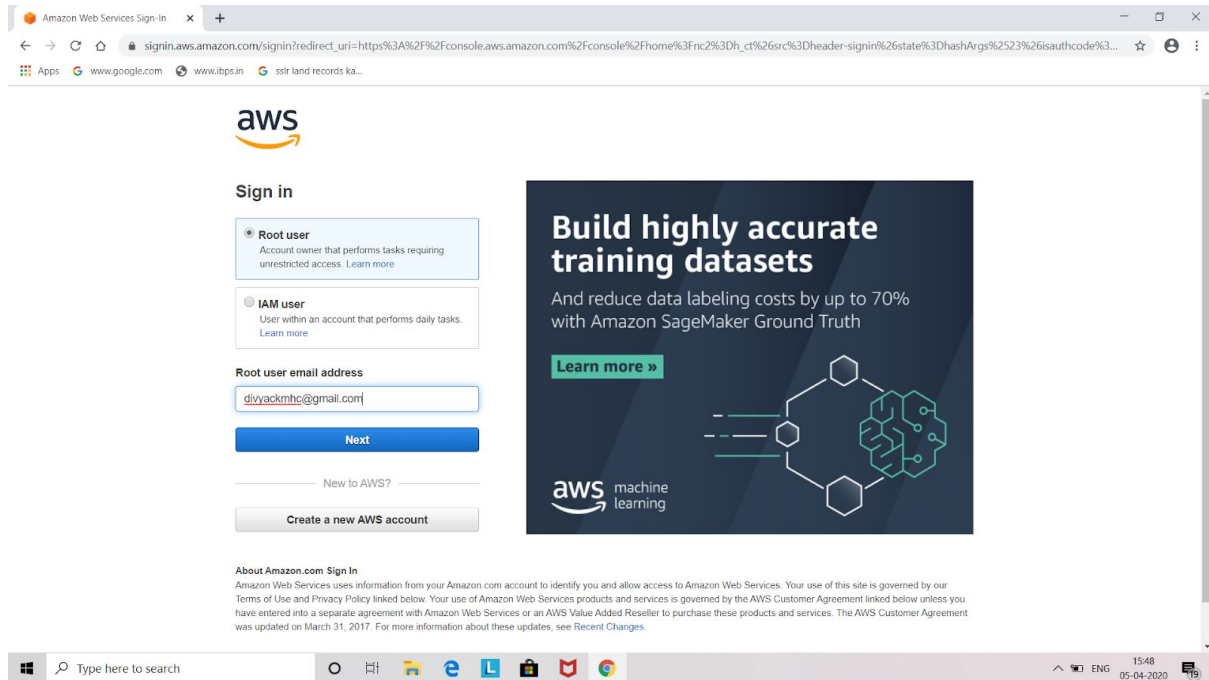 Amazon Web Services Sign-In
signin.aws.amazon.com/signin?redirect_uri=https%3A%2F%2Fconsole.aws.amazon.com%2Fconsole%2Fhome%3Fnc2%3Dh_ct%26src%3Dheader-signin%26state%3DhashArgs%2523%26isauthcode%3...
Apps www.google.com www.ibps.in sslr land records ka...
aws
Sign in
Root user
Account owner that performs tasks requiring
unrestricted access. Learn more
IAM user
User within an account that performs daily tasks.
Learn more
Root user email address
divyackmhc@gmail.com
Next
New to AWS?
Create a new AWS account
Build highly accurate
training datasets
And reduce data labeling costs by up to 70%
with Amazon SageMaker Ground Truth
Learn more »
aws machine
learning
About Amazon.com Sign In
Amazon Web Services uses information from your Amazon.com account to identify you and allow access to Amazon Web Services. Your use of this site is governed by our
Terms of Use and Privacy Policy linked below. Your use of Amazon Web Services products and services is governed by the AWS Customer Agreement linked below unless you
have entered into a separate agreement with Amazon Web Services or an AWS Value Added Reseller to purchase these products and services. The AWS Customer Agreement
was updated on March 31, 2017. For more information about these updates, see Recent Changes.
Type here to search
L
ENG
15:48
05-04-2020
19